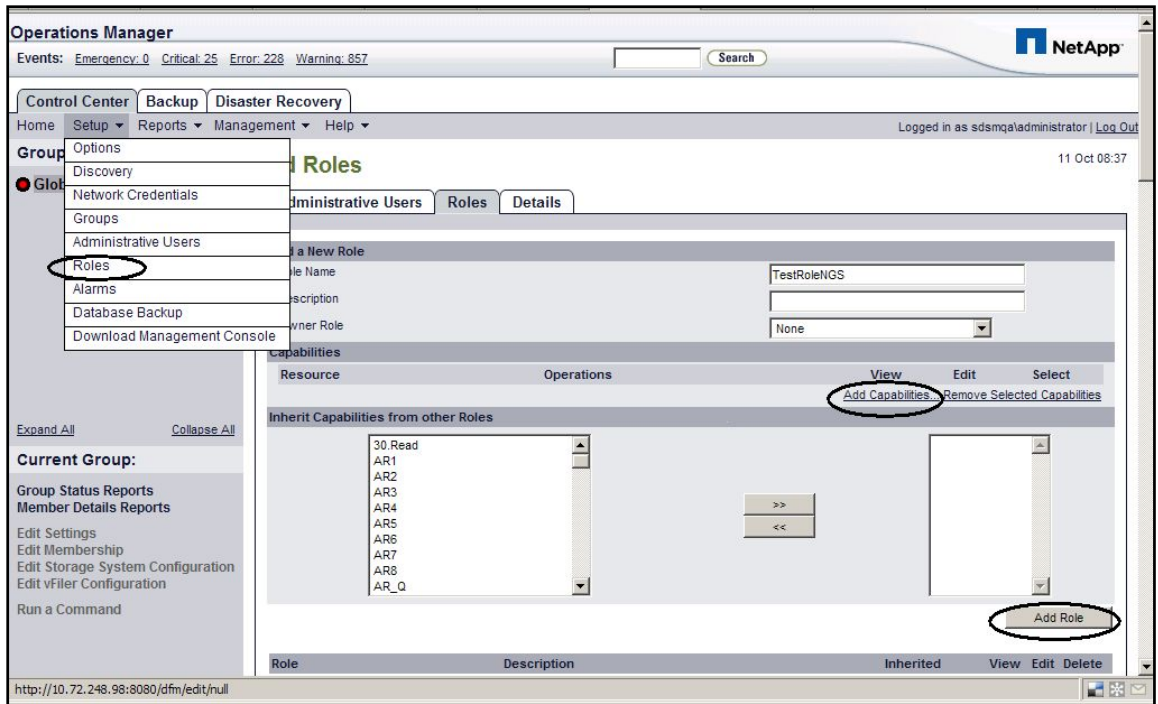 Operations Manager
NetApp
Events: Emergency: 0 Critical: 25 Error: 228 Warning: 857
Search
Control Center Backup Disaster Recovery
Home Setup Reports Management Help
Logged in as sdsmqa\administrator | Log Out
Group
Glob
Options
Discovery
Network Credentials
Groups
Administrative Users
Roles
Alarms
Database Backup
Download Management Console
d Roles
11 Oct 08:37
dministrative Users Roles Details
d a New Role
ole Name TestRoleNGS
escription
wner Role None
Capabilities
Resource Operations View Edit Select
Add Capabilities... Remove Selected Capabilities
Inherit Capabilities from other Roles
30.Read
AR1
AR2
AR3
AR4
AR5
AR6
AR7
AR8
AR_Q
>>
<<
Add Role
Expand All Collapse All
Current Group:
Group Status Reports
Member Details Reports
Edit Settings
Edit Membership
Edit Storage System Configuration
Edit vFiler Configuration
Run a Command
Role Description Inherited View Edit Delete
http://10.72.248.98:8080/dfm/edit/null